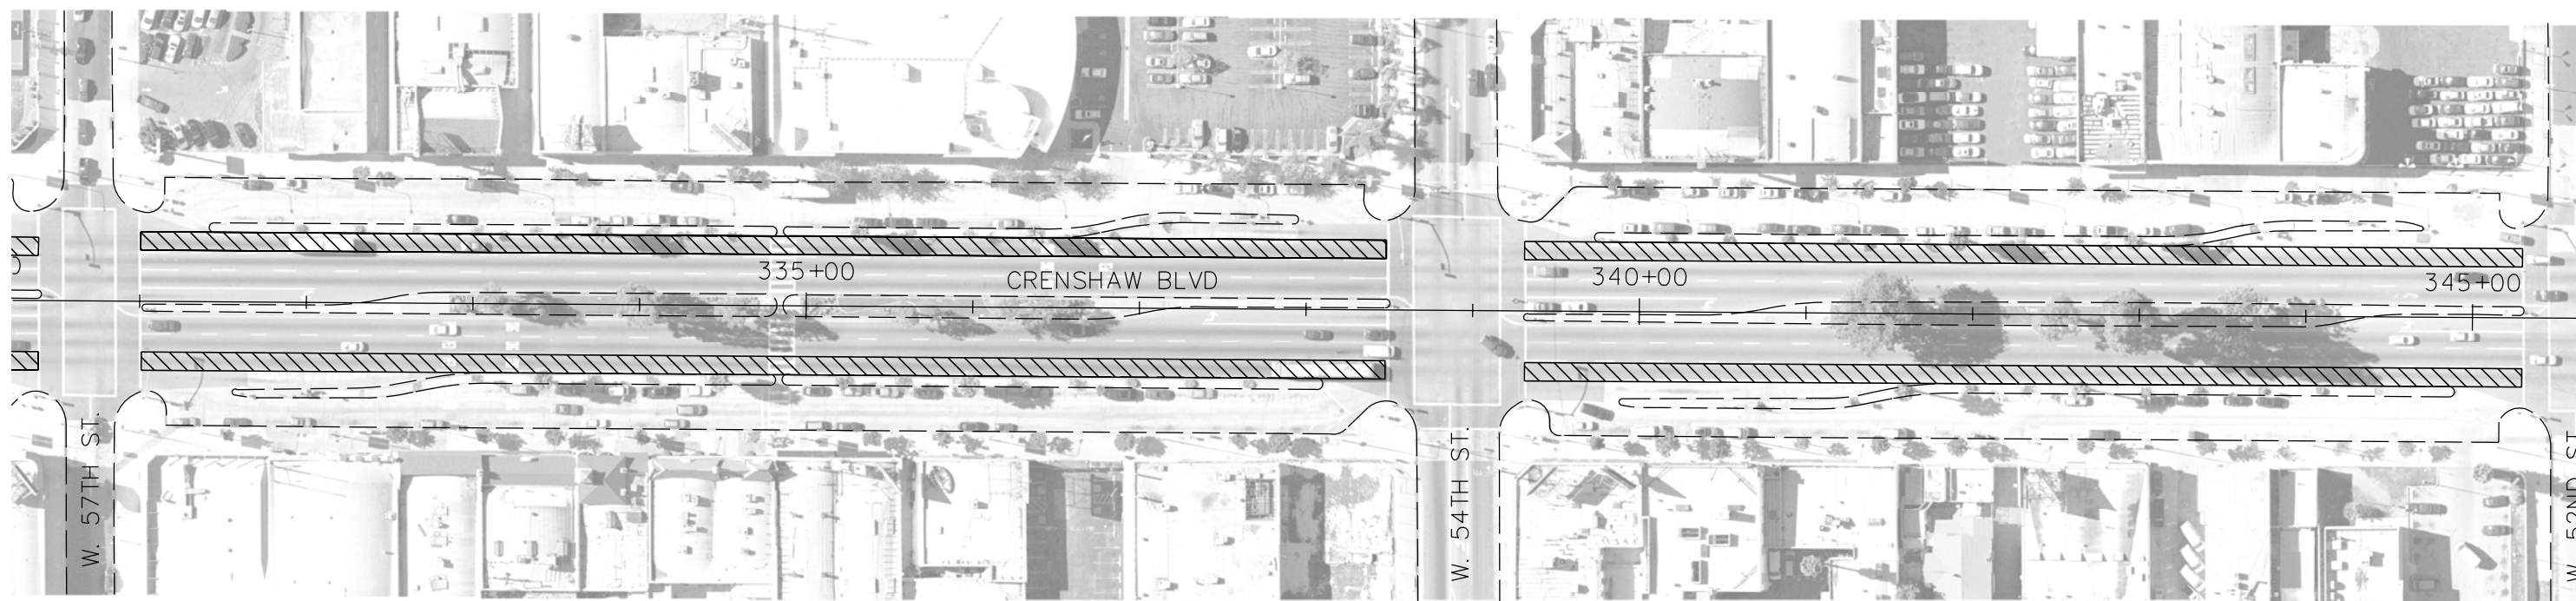 335+00
CRENSHAW BLVD
340+00
345+00
W. 57TH ST.
W. 54TH ST.
W. 52ND ST